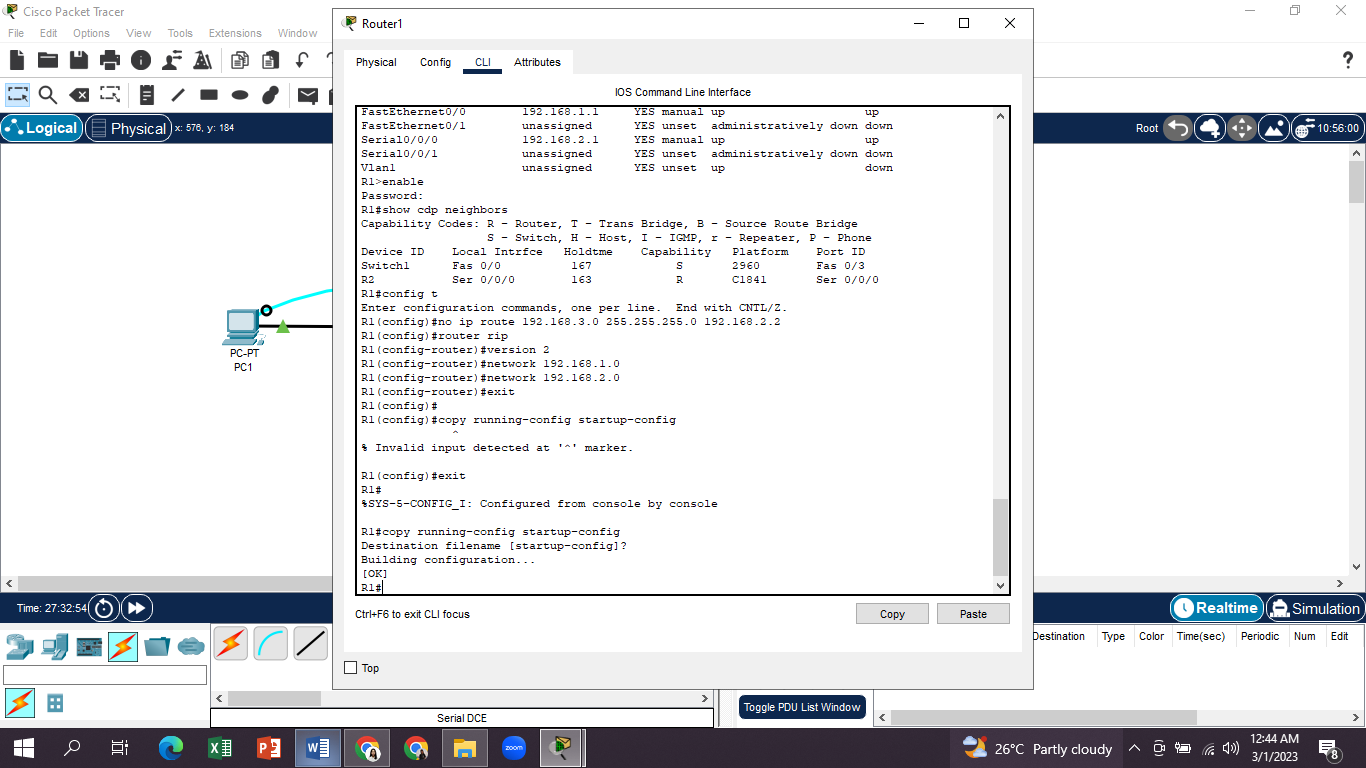 Cisco Packet Tracer
File Edit Options View Tools Extensions Window
Logical Physical x: 576, y: 184
Root 10:56:00
PC-PT
PC1
Router1
Physical Config CLI Attributes
IOS Command Line Interface
FastEthernet0/0 192.168.1.1 YES manual up up
FastEthernet0/1 unassigned YES unset administratively down down
Serial0/0/0 192.168.2.1 YES manual up up
Serial0/0/1 unassigned YES unset administratively down down
Vlan1 unassigned YES unset up down
R1>enable
Password:
R1#show cdp neighbors
Capability Codes: R - Router, T - Trans Bridge, B - Source Route Bridge
S - Switch, H - Host, I - IGMP, r - Repeater, P - Phone
Device ID Local Intrfce Holdtme Capability Platform Port ID
Switch1 Fas 0/0 167 S 2960 Fas 0/3
R2 Ser 0/0/0 163 R C1841 Ser 0/0/0
R1#config t
Enter configuration commands, one per line. End with CNTL/Z.
R1(config)#no ip route 192.168.3.0 255.255.255.0 192.168.2.2
R1(config)#router rip
R1(config-router)#version 2
R1(config-router)#network 192.168.1.0
R1(config-router)#network 192.168.2.0
R1(config-router)#exit
R1(config)#
R1(config)#copy running-config startup-config
^
% Invalid input detected at '^' marker.
R1(config)#exit
R1#
%SYS-5-CONFIG_I: Configured from console by console
R1#copy running-config startup-config
Destination filename [startup-config]?
Building configuration...
[OK]
R1#
Ctrl+F6 to exit CLI focus
Copy Paste
Top
Time: 27:32:54
Realtime Simulation
Destination Type Color Time(sec) Periodic Num Edit
Toggle PDU List Window
Serial DCE
zoom
26°C Partly cloudy
12:44 AM
3/1/2023
8